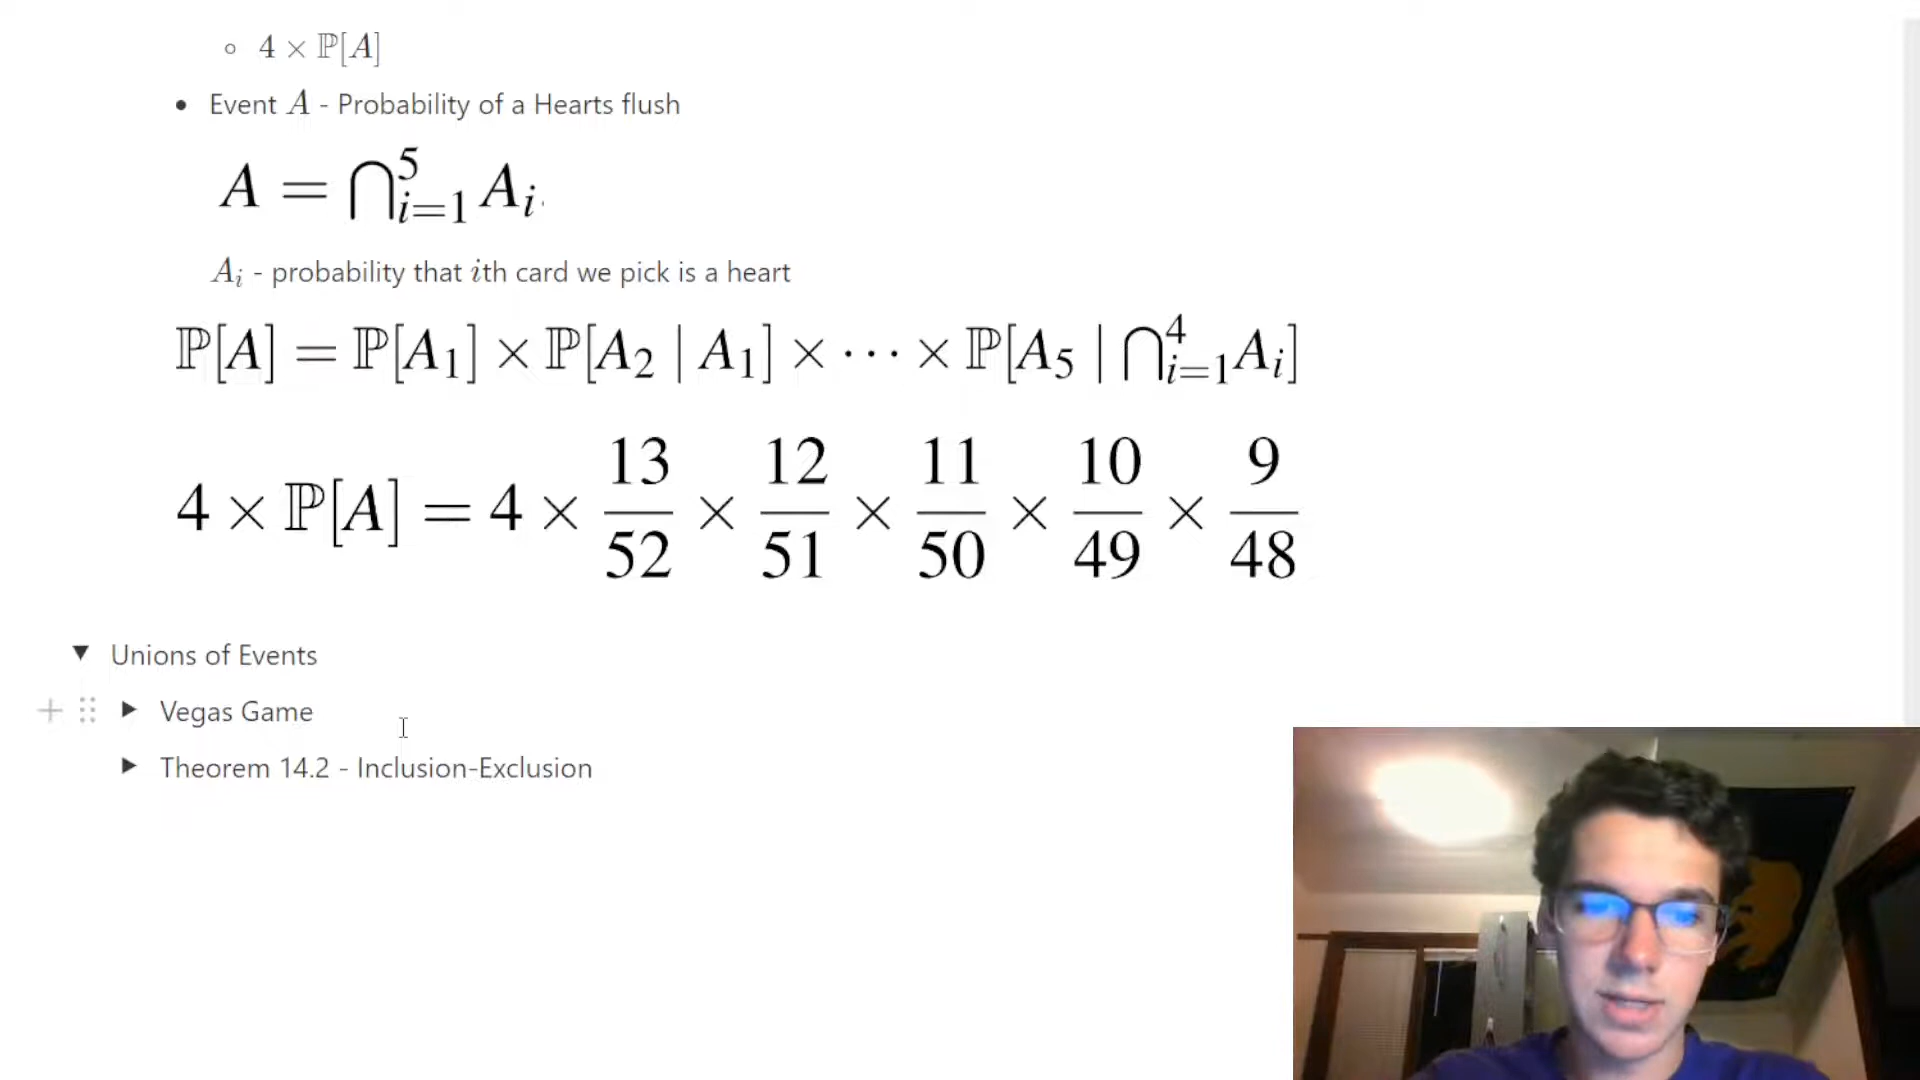 ◦ 4 × ℙ[A]
• Event A - Probability of a Hearts flush
A = ⋂_{i=1}^{5} A_i.
A_i - probability that ith card we pick is a heart
ℙ[A] = ℙ[A_1] × ℙ[A_2 | A_1] × ⋯ × ℙ[A_5 | ⋂_{i=1}^{4} A_i]
4 × ℙ[A] = 4 × 13/52 × 12/51 × 11/50 × 10/49 × 9/48
▼ Unions of Events
▶ Vegas Game
▶ Theorem 14.2 - Inclusion-Exclusion